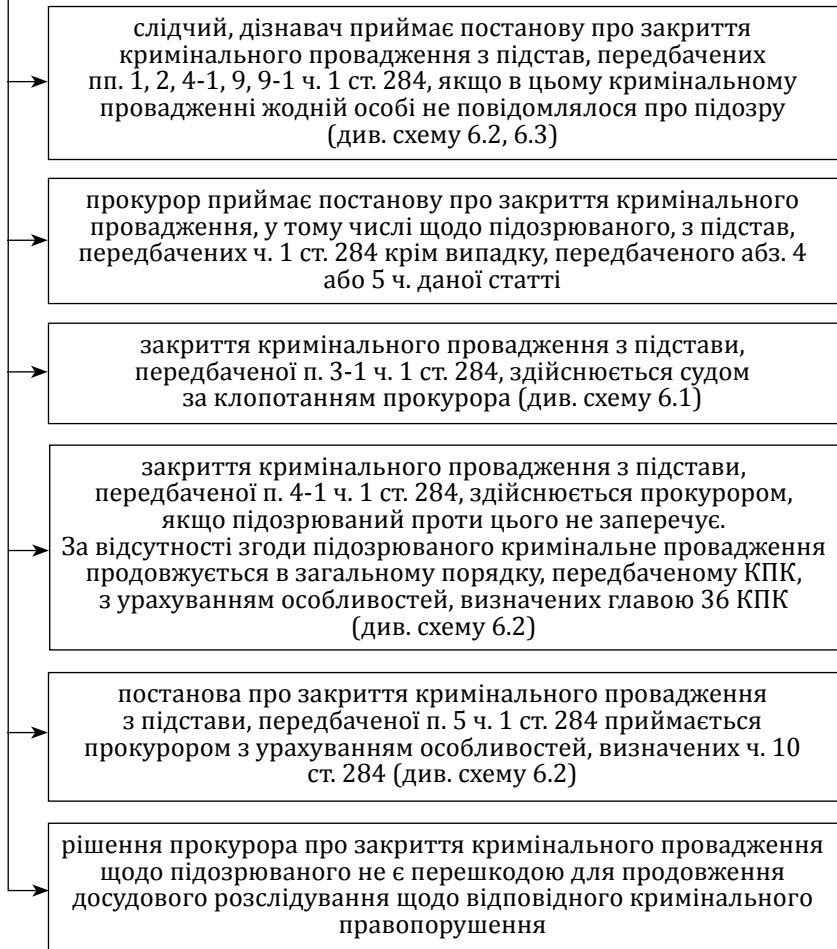 слідчий, дізнавач приймає постанову про закриття
кримінального провадження з підстав, передбачених
пп. 1, 2, 4-1, 9, 9-1 ч. 1 ст. 284, якщо в цьому кримінальному
провадженні жодній особі не повідомлялося про підозру
(див. схему 6.2, 6.3)
прокурор приймає постанову про закриття кримінального
провадження, у тому числі щодо підозрюваного, з підстав,
передбачених ч. 1 ст. 284 крім випадку, передбаченого абз. 4
або 5 ч. даної статті
закриття кримінального провадження з підстави,
передбаченої п. 3-1 ч. 1 ст. 284, здійснюється судом
за клопотанням прокурора (див. схему 6.1)
закриття кримінального провадження з підстави,
передбаченої п. 4-1 ч. 1 ст. 284, здійснюється прокурором,
якщо підозрюваний проти цього не заперечує.
За відсутності згоди підозрюваного кримінальне провадження
продовжується в загальному порядку, передбаченому КПК,
з урахуванням особливостей, визначених главою 36 КПК
(див. схему 6.2)
постанова про закриття кримінального провадження
з підстави, передбаченої п. 5 ч. 1 ст. 284 приймається
прокурором з урахуванням особливостей, визначених ч. 10
ст. 284 (див. схему 6.2)
рішення прокурора про закриття кримінального провадження
щодо підозрюваного не є перешкодою для продовження
досудового розслідування щодо відповідного кримінального
правопорушення